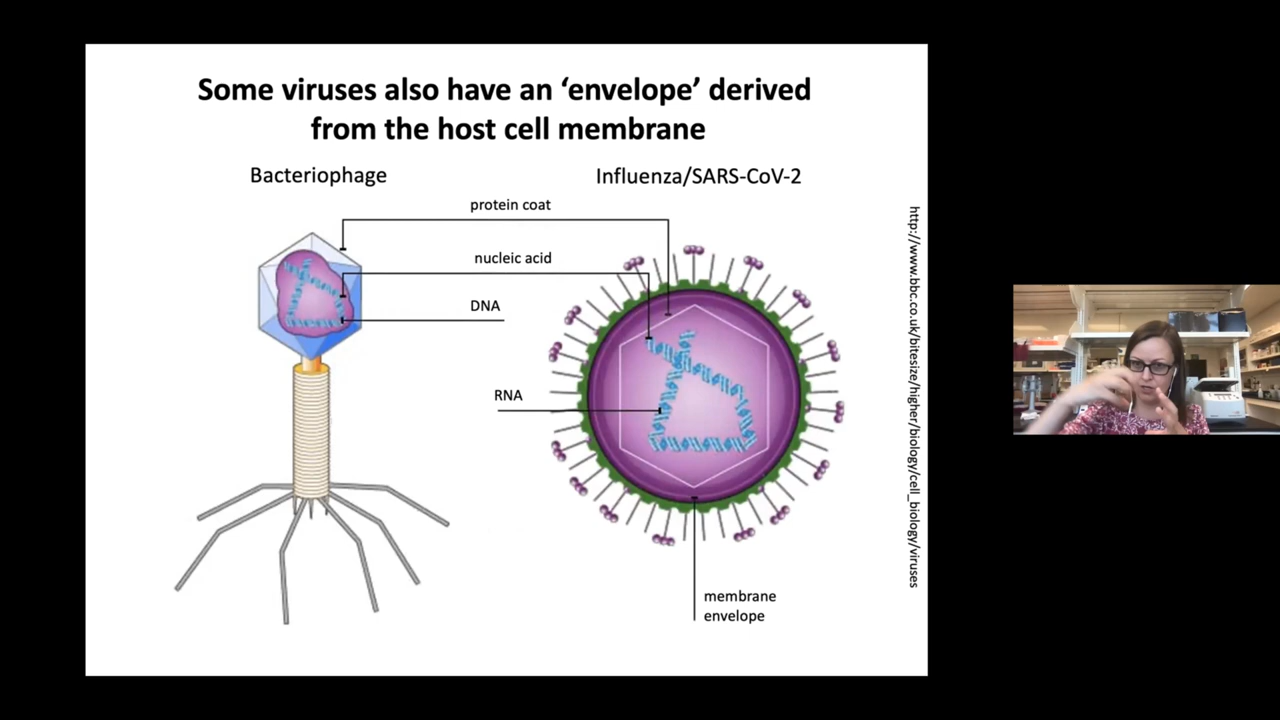 Some viruses also have an ‘envelope’ derived
from the host cell membrane
Bacteriophage
Influenza/SARS-CoV-2
protein coat
nucleic acid
DNA
RNA
membrane
envelope
http://www.bbc.co.uk/bitesize/higher/biology/cell_biology/viruses